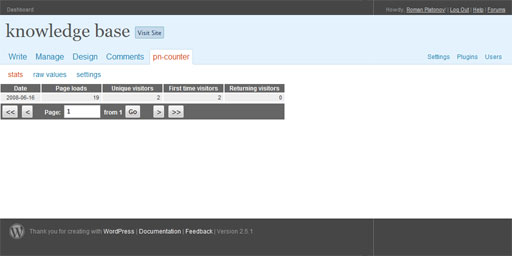 Dashboard
Howdy, Roman Platonov! | Log Out | Help | Forums
knowledge base
Visit Site
Write Manage Design Comments pn-counter
Settings Plugins Users
stats raw values settings
Date Page loads Unique visitors First time visitors Returning visitors
2008-06-16 19 2 2 0
<< < Page: 1 from 1 Go > >>
Thank you for creating with WordPress | Documentation | Feedback | Version 2.5.1